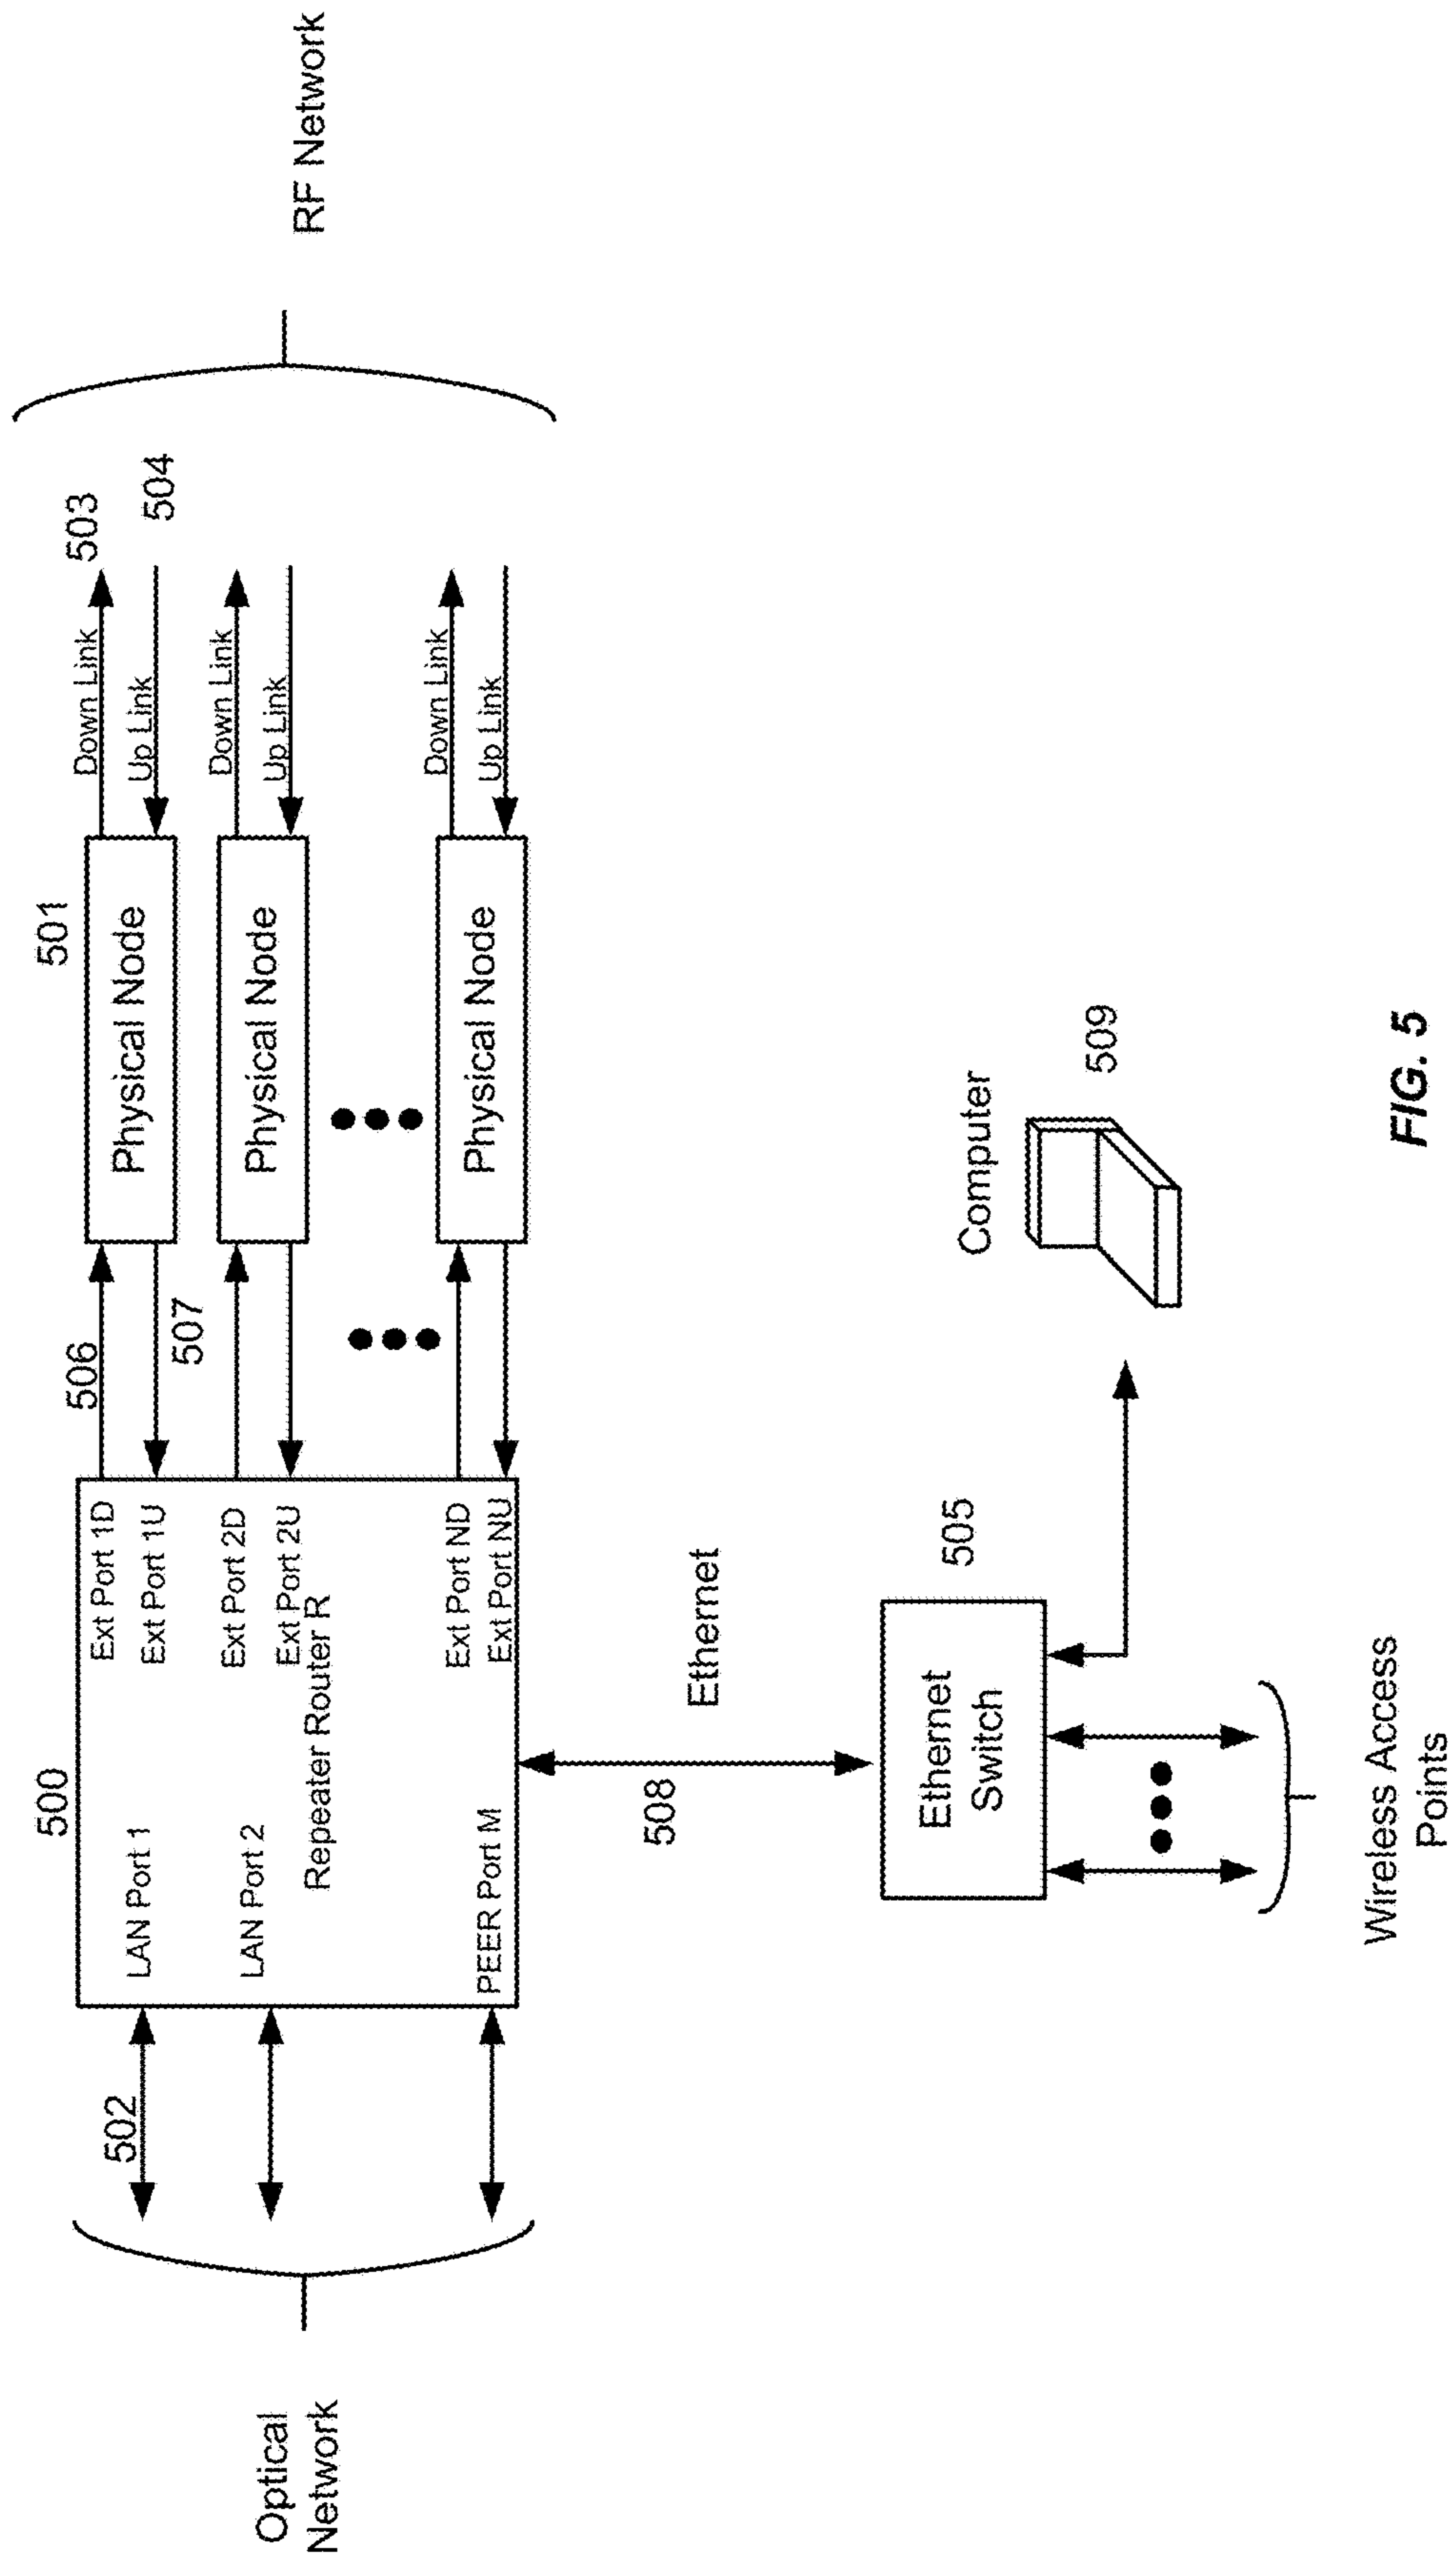 Optical
Network
502
500
LAN Port 1
LAN Port 2
PEER Port M
Repeater Router R
Ext Port 1D
Ext Port 1U
Ext Port 2D
Ext Port 2U
Ext Port ND
Ext Port NU
506
507
501
Physical Node
Physical Node
Physical Node
Down Link
Up Link
Down Link
Up Link
Down Link
Up Link
503
504
RF Network
508
Ethernet
Ethernet
Switch
505
Wireless Access
Points
Computer
509
FIG. 5